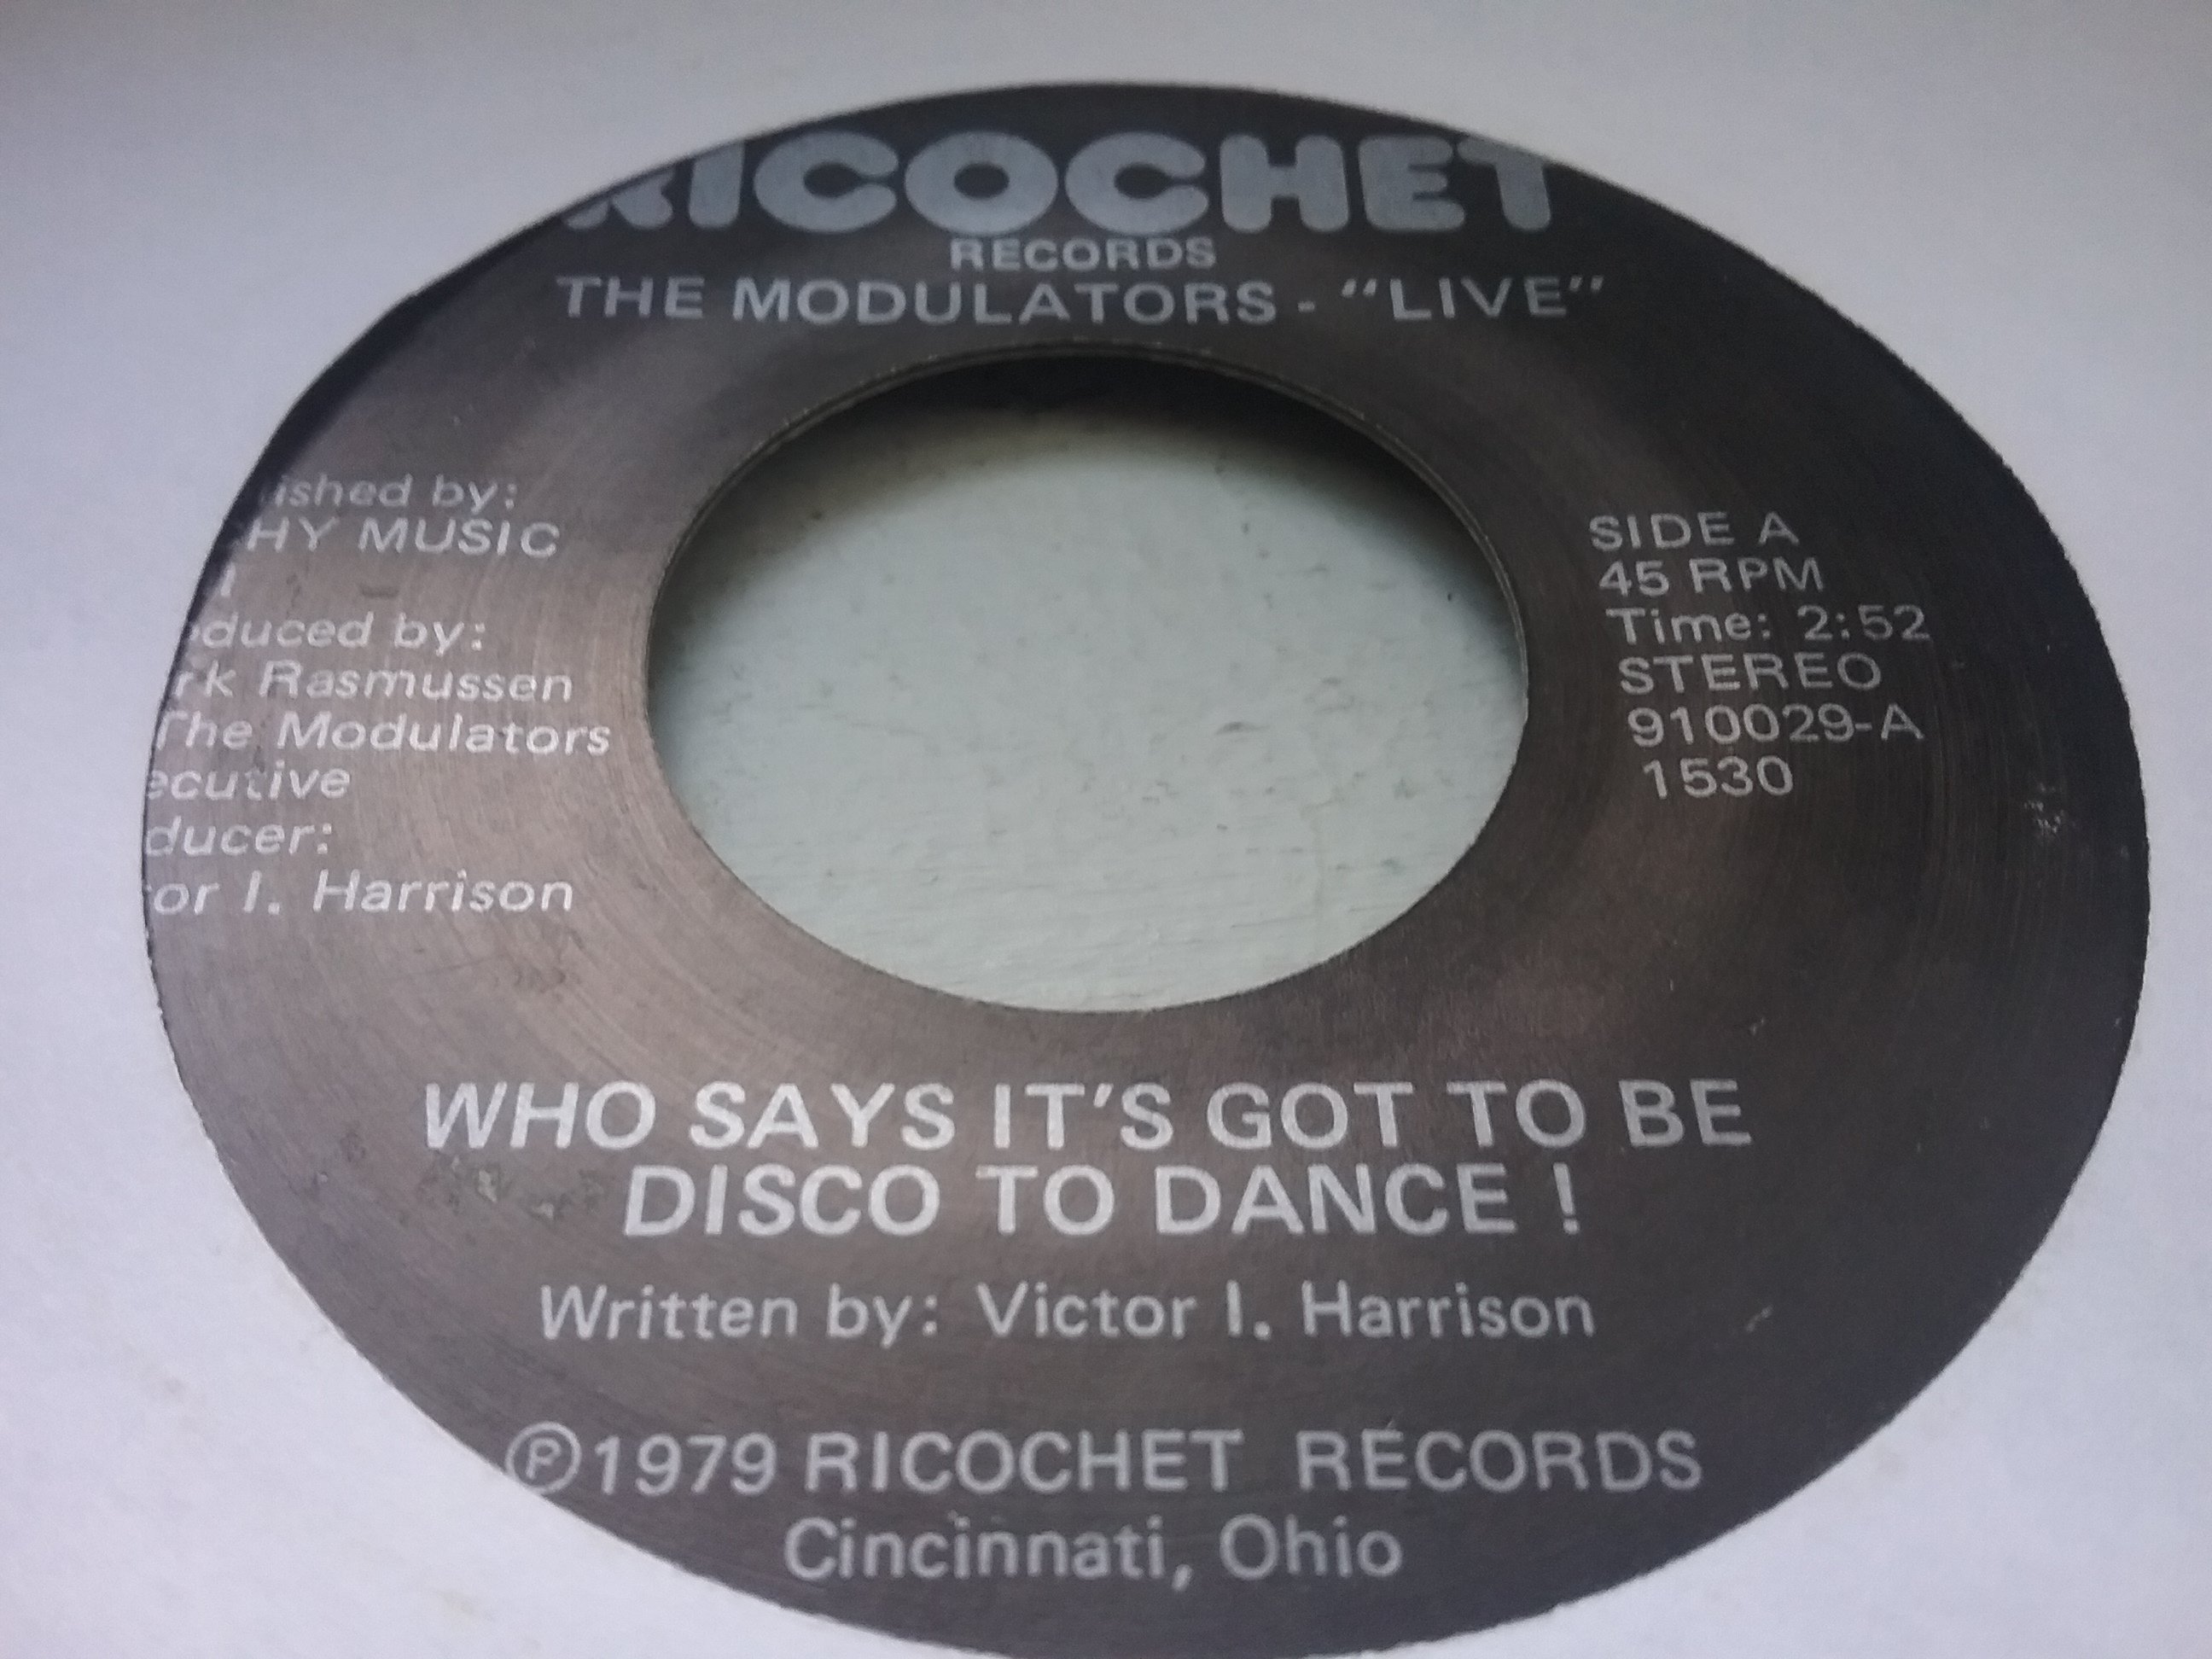 RICOCHET
RECORDS
THE MODULATORS - "LIVE"
ished by:
HY MUSIC
duced by:
rk Rasmussen
The Modulators
ecutive
ducer:
or I. Harrison
SIDE A
45 RPM
Time: 2:52
STEREO
910029-A
1530
WHO SAYS IT'S GOT TO BE
DISCO TO DANCE !
Written by: Victor I. Harrison
℗1979 RICOCHET RECORDS
Cincinnati, Ohio